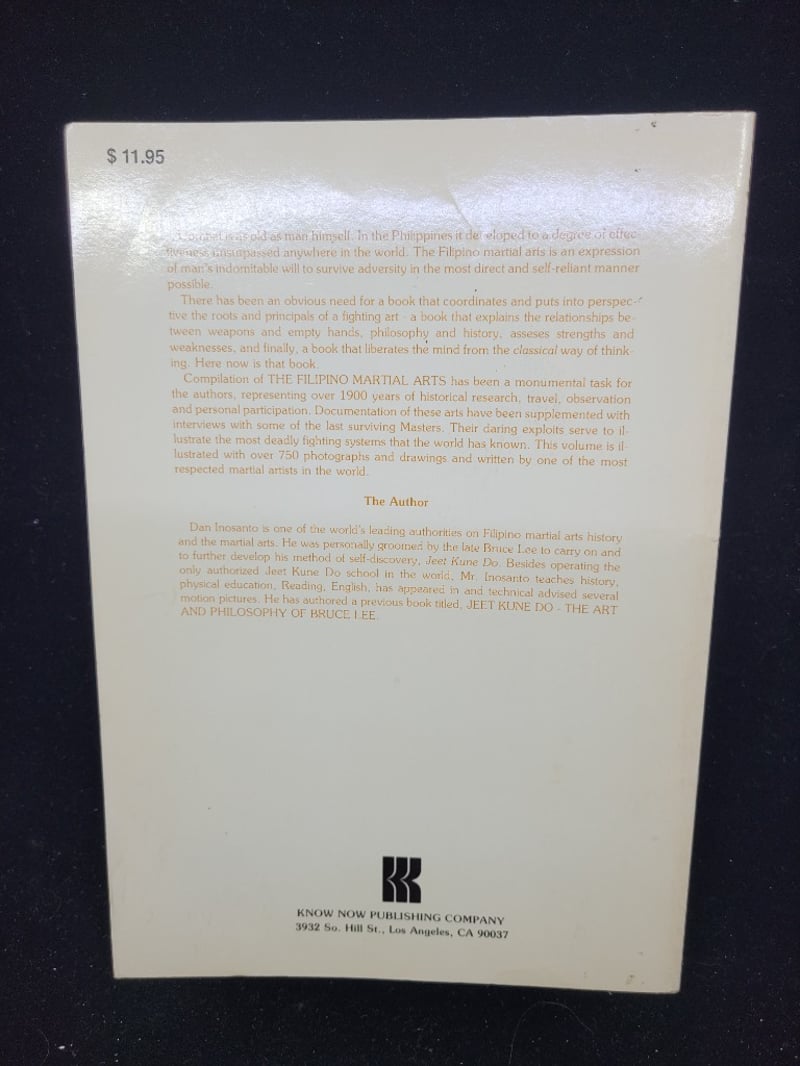 $ 11.95
Combat is as old as man himself. In the Philippines it developed to a degree of effec-
tiveness unsurpassed anywhere in the world. The Filipino martial arts is an expression
of man's indomitable will to survive adversity in the most direct and self-reliant manner
possible.
There has been an obvious need for a book that coordinates and puts into perspec-
tive the roots and principals of a fighting art - a book that explains the relationships be-
tween weapons and empty hands, philosophy and history, asseses strengths and
weaknesses, and finally, a book that liberates the mind from the classical way of think-
ing. Here now is that book.
Compilation of THE FILIPINO MARTIAL ARTS has been a monumental task for
the authors, representing over 1900 years of historical research, travel, observation
and personal participation. Documentation of these arts have been supplemented with
interviews with some of the last surviving Masters. Their daring exploits serve to il-
lustrate the most deadly fighting systems that the world has known. This volume is il-
lustrated with over 750 photographs and drawings and written by one of the most
respected martial artists in the world.
The Author
Dan Inosanto is one of the world's leading authorities on Filipino martial arts history
and the martial arts. He was personally groomed by the late Bruce Lee to carry on and
to further develop his method of self-discovery, Jeet Kune Do. Besides operating the
only authorized Jeet Kune Do school in the world, Mr. Inosanto teaches history,
physical education, Reading, English, has appeared in and technical advised several
motion pictures. He has authored a previous book titled, JEET KUNE DO - THE ART
AND PHILOSOPHY OF BRUCE LEE.
KNOW NOW PUBLISHING COMPANY
3932 So. Hill St., Los Angeles, CA 90037